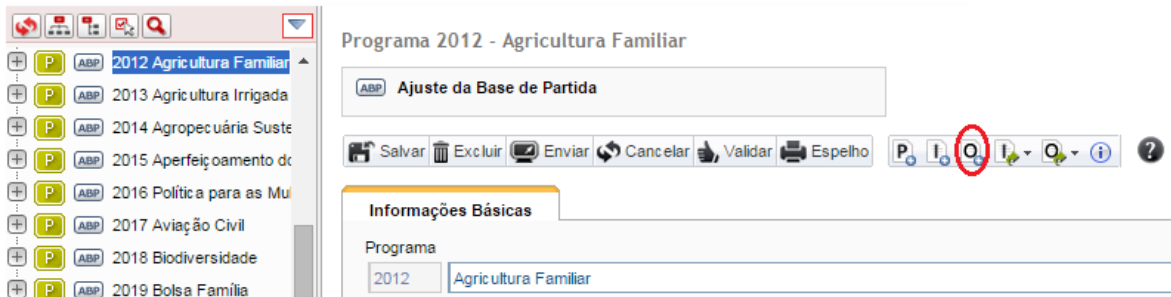 P ABP 2012 Agricultura Familiar
P ABP 2013 Agricultura Irrigada
P ABP 2014 Agropecuária Suste
P ABP 2015 Aperfeiçoamento do
P ABP 2016 Política para as Mul
P ABP 2017 Aviação Civil
P ABP 2018 Biodiversidade
P ABP 2019 Bolsa Família
Programa 2012 - Agricultura Familiar
ABP Ajuste da Base de Partida
Salvar Excluir Enviar Cancelar Validar Espelho P I O I O i ?
Informações Básicas
Programa
2012 Agricultura Familiar